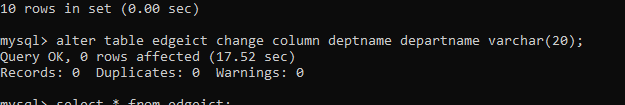 10 rows in set (0.00 sec)
mysql> alter table edgeict change column deptname departname varchar(20);
Query OK, 0 rows affected (17.52 sec)
Records: 0  Duplicates: 0  Warnings: 0
mysql> select * from edgeict;